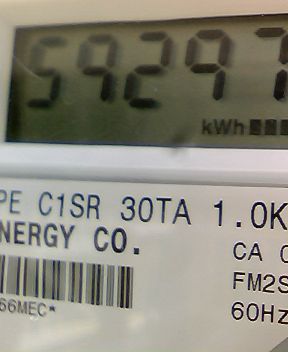 59297
kWh
PE C1SR 30TA 1.0K
NERGY CO.
CA
FM2S
66MEC*
60Hz